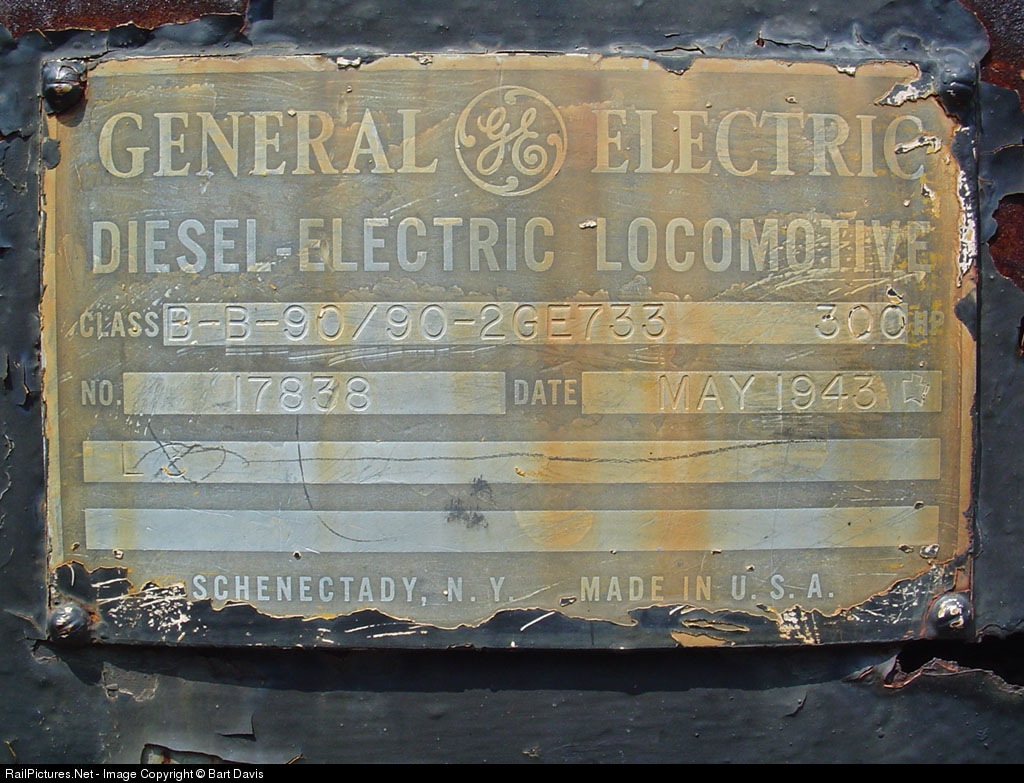 GENERAL GE ELECTRIC
DIESEL-ELECTRIC LOCOMOTIVE
CLASS B-B-90/90-2GE733 300 HP
NO. 17838 DATE MAY 1943
SCHENECTADY, N. Y. MADE IN U. S. A.
RailPictures.Net - Image Copyright © Bart Davis